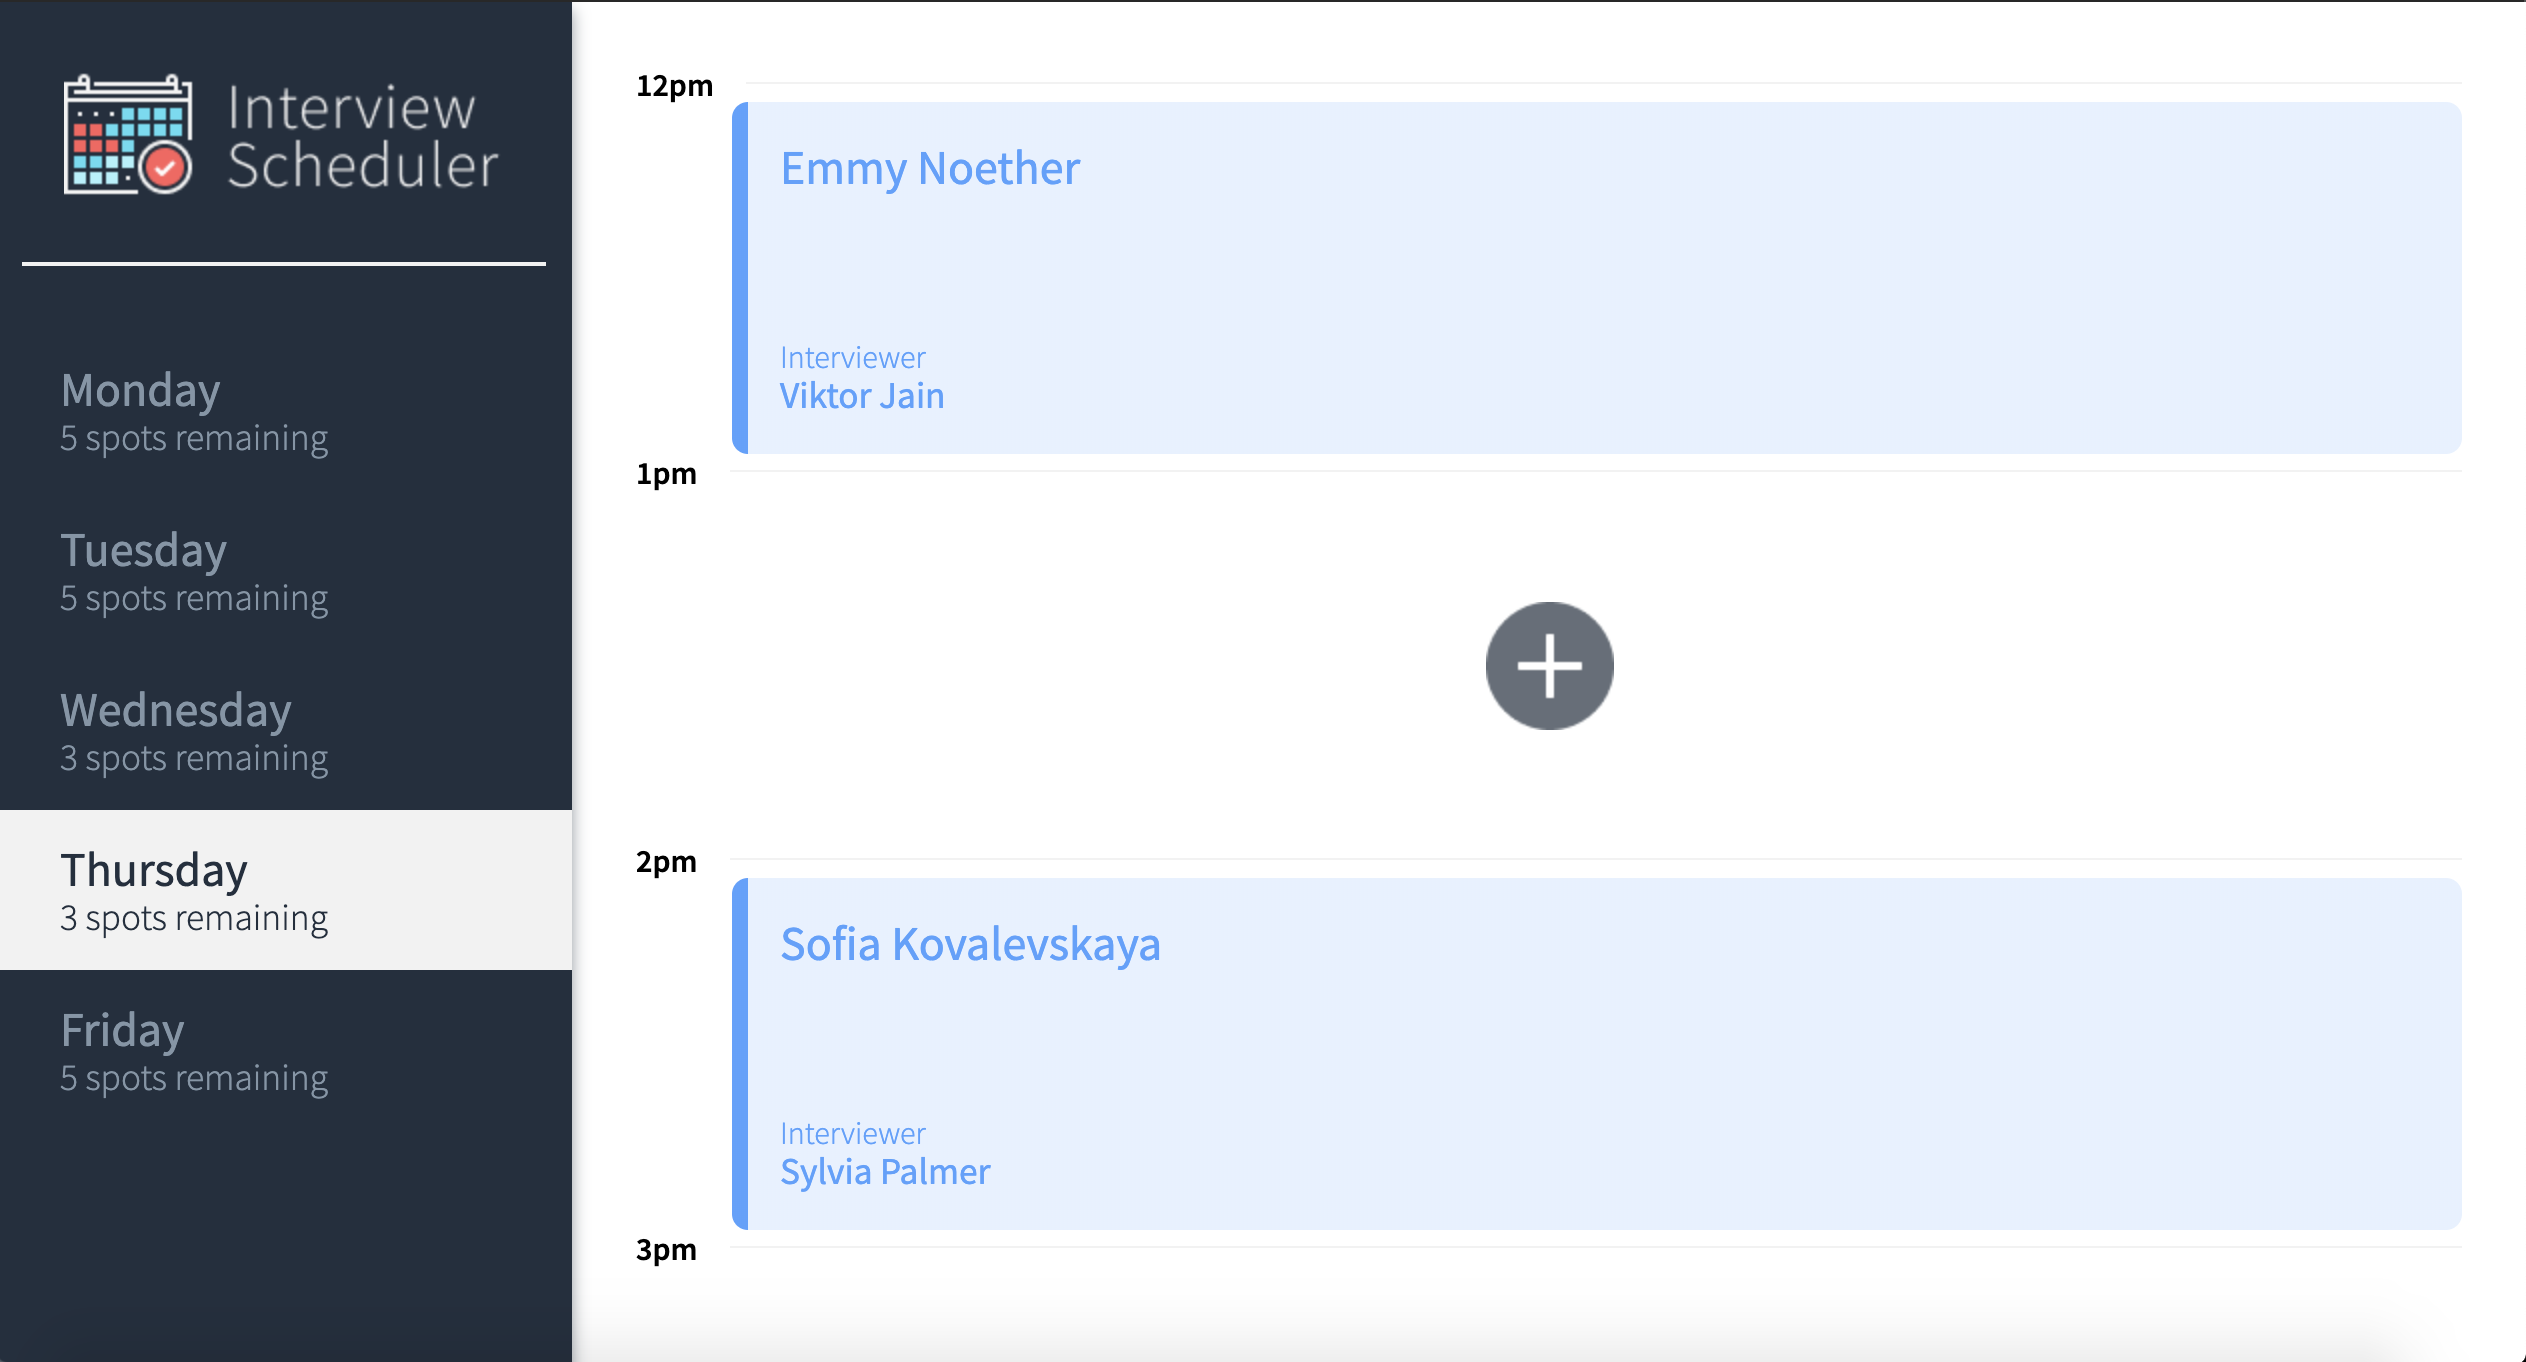 Interview
Scheduler
Monday
5 spots remaining
Tuesday
5 spots remaining
Wednesday
3 spots remaining
Thursday
3 spots remaining
Friday
5 spots remaining
12pm
Emmy Noether
Interviewer
Viktor Jain
1pm
2pm
Sofia Kovalevskaya
Interviewer
Sylvia Palmer
3pm